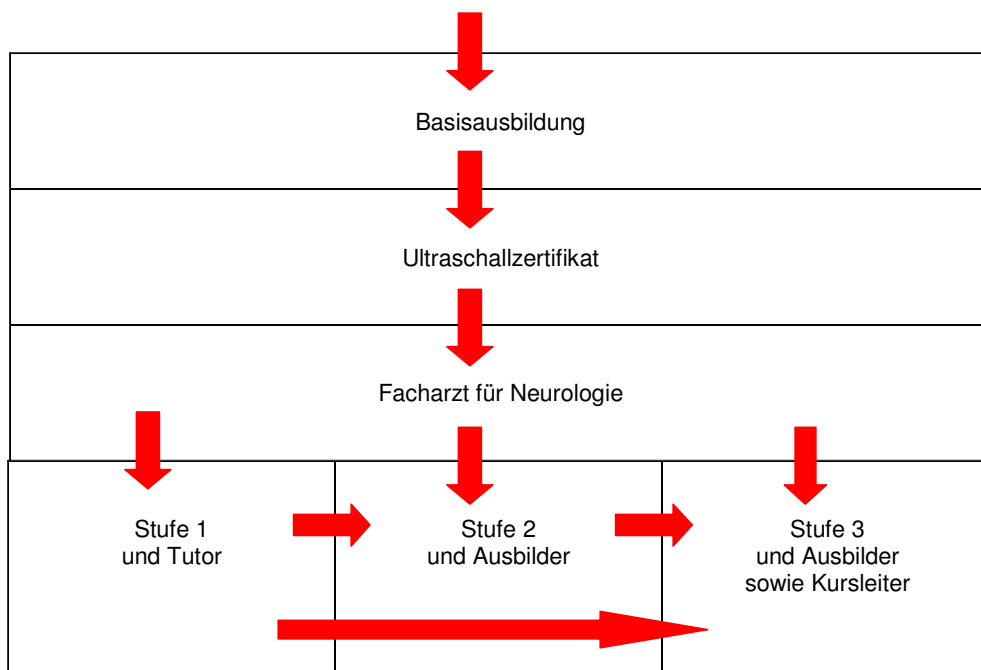 Basisausbildung
Ultraschallzertifikat
Facharzt für Neurologie
Stufe 1
und Tutor
Stufe 2
und Ausbilder
Stufe 3
und Ausbilder
sowie Kursleiter